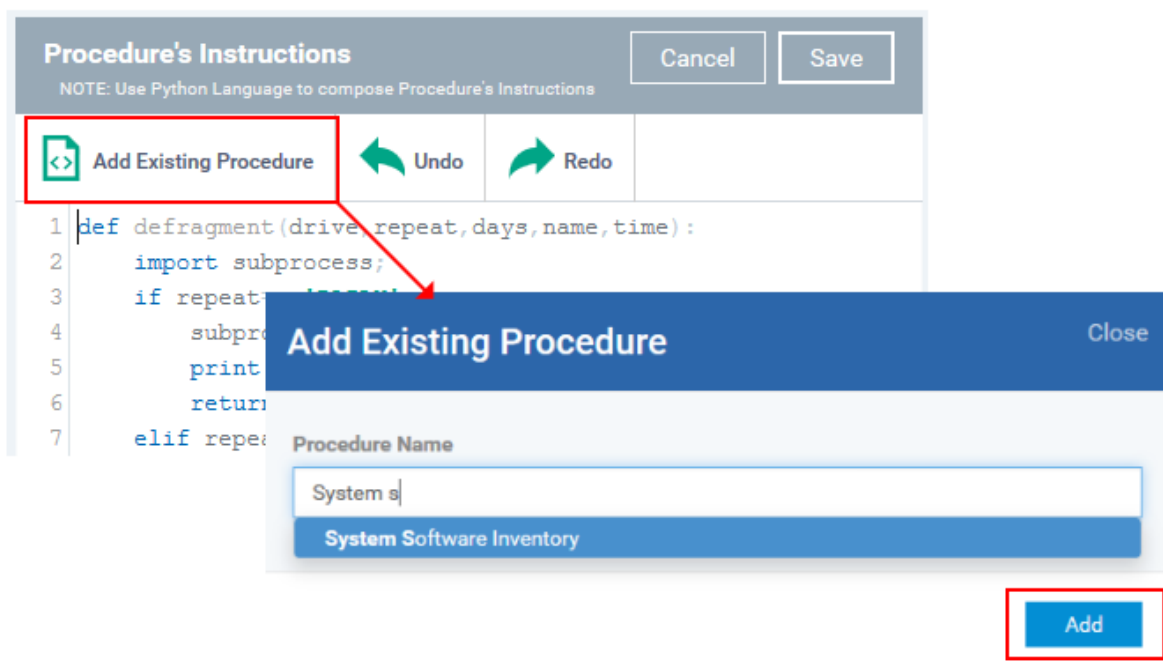 Procedure's Instructions
NOTE: Use Python Language to compose Procedure's Instructions
Cancel
Save
Add Existing Procedure
Undo
Redo
1 def defragment(drive,repeat,days,name,time):
2 import subprocess;
3 if repeat=
4
5 print
6 return
7 elif
Add Existing Procedure
Close
Procedure Name
System s
System Software Inventory
Add